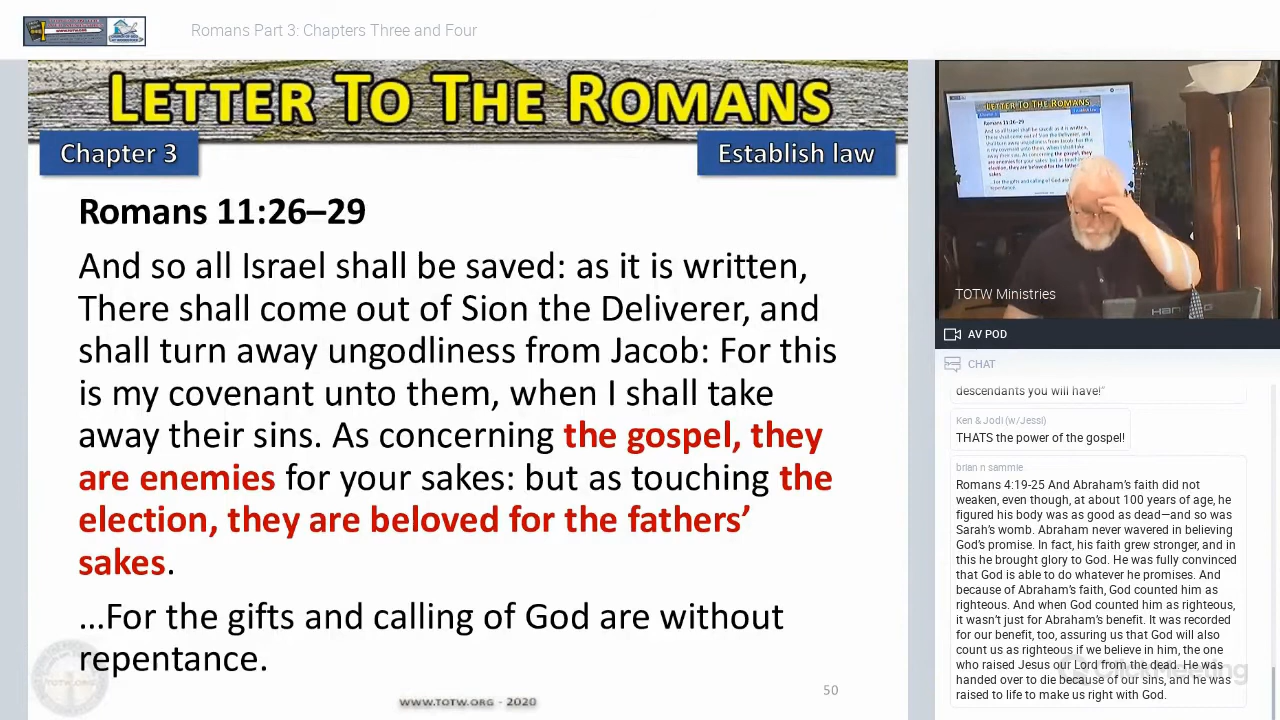 Romans Part 3: Chapters Three and Four
LETTER TO THE ROMANS
Chapter 3
Establish law
Romans 11:26–29
And so all Israel shall be saved: as it is written,
There shall come out of Sion the Deliverer, and
shall turn away ungodliness from Jacob: For this
is my covenant unto them, when I shall take
away their sins. As concerning the gospel, they
are enemies for your sakes: but as touching the
election, they are beloved for the fathers’
sakes.
…For the gifts and calling of God are without
repentance.
WWW.TOTW.ORG - 2020
50
TOTW.ORG
TOTW Ministries
AV POD
CHAT
descendants you will have!”
Ken & Jodi (w/Jessi)
THATS the power of the gospel!
brian n sammie
Romans 4:19-25 And Abraham’s faith did not
weaken, even though, at about 100 years of age, he
figured his body was as good as dead—and so was
Sarah’s womb. Abraham never wavered in believing
God’s promise. In fact, his faith grew stronger, and in
this he brought glory to God. He was fully convinced
that God is able to do whatever he promises. And
because of Abraham’s faith, God counted him as
righteous. And when God counted him as righteous,
it wasn’t just for Abraham’s benefit. It was recorded
for our benefit, too, assuring us that God will also
count us as righteous if we believe in him, the one
who raised Jesus our Lord from the dead. He was
handed over to die because of our sins, and he was
raised to life to make us right with God.